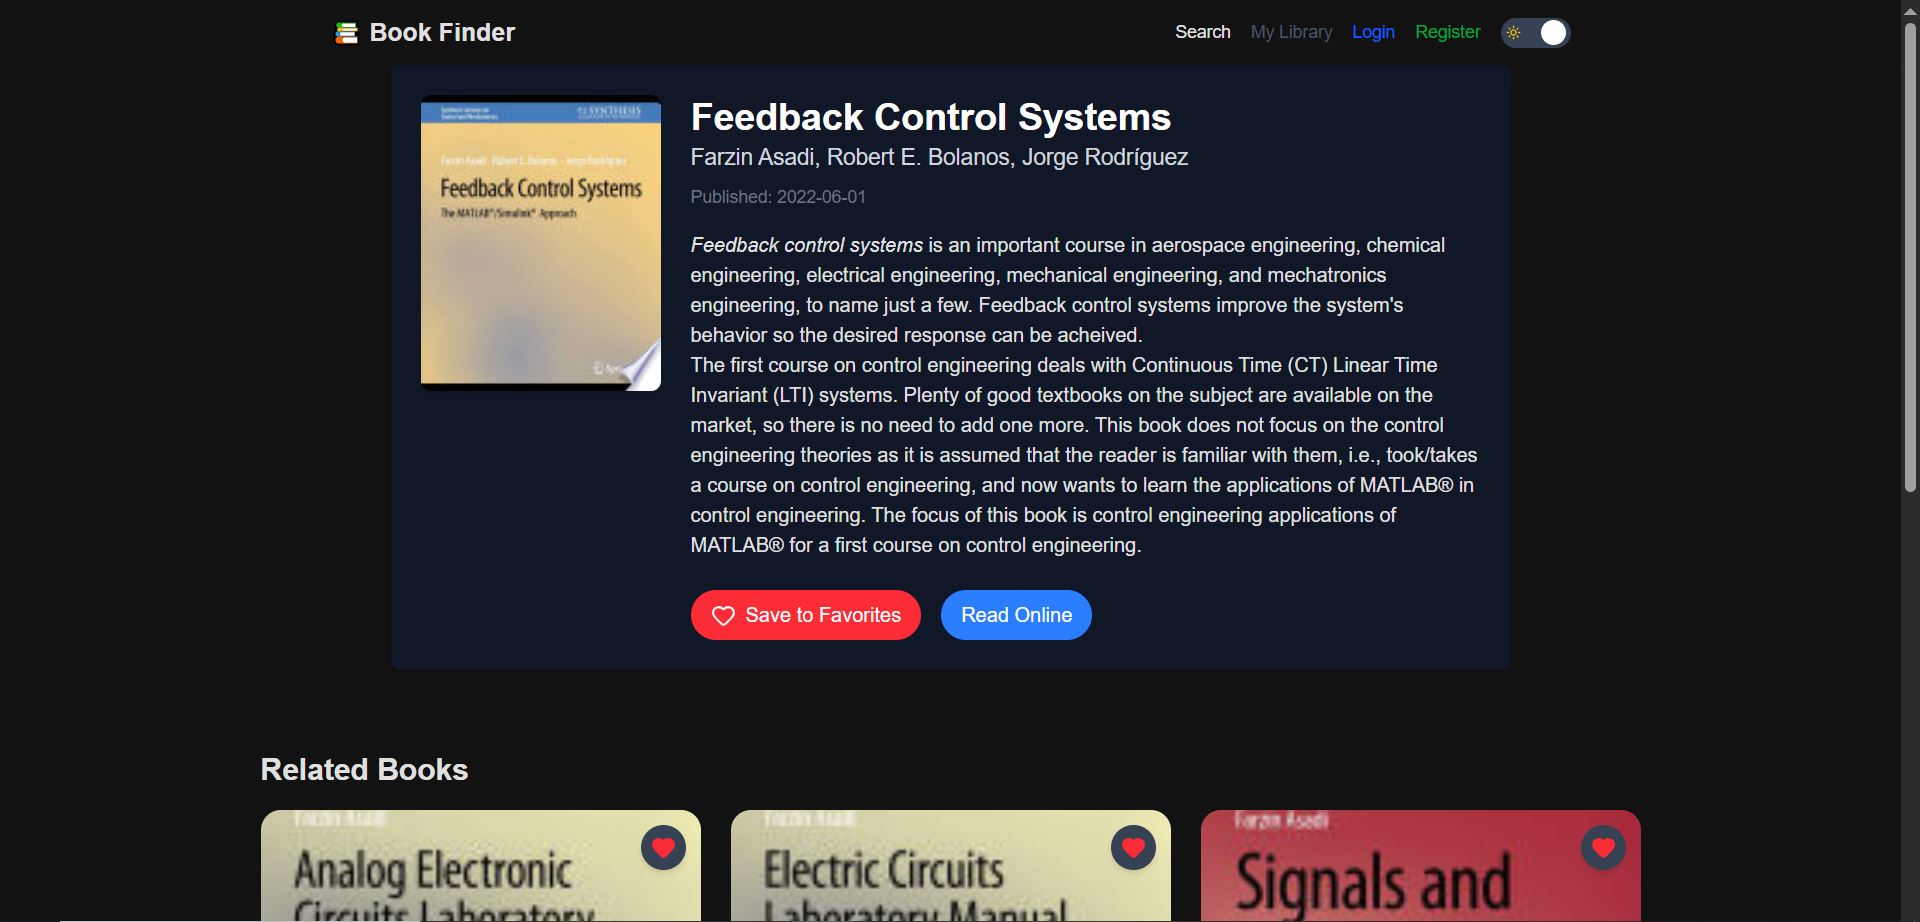 Book Finder
Search
My Library
Login
Register
SYNTHESIS
Farzin Asadi · Robert E. Bolanos · Jorge Rodríguez
Feedback Control Systems
The MATLAB®/Simulink® Approach
Feedback Control Systems
Farzin Asadi, Robert E. Bolanos, Jorge Rodríguez
Published: 2022-06-01
Feedback control systems is an important course in aerospace engineering, chemical
engineering, electrical engineering, mechanical engineering, and mechatronics
engineering, to name just a few. Feedback control systems improve the system's
behavior so the desired response can be acheived.
The first course on control engineering deals with Continuous Time (CT) Linear Time
Invariant (LTI) systems. Plenty of good textbooks on the subject are available on the
market, so there is no need to add one more. This book does not focus on the control
engineering theories as it is assumed that the reader is familiar with them, i.e., took/takes
a course on control engineering, and now wants to learn the applications of MATLAB® in
control engineering. The focus of this book is control engineering applications of
MATLAB® for a first course on control engineering.
Save to Favorites
Read Online
Related Books
Farzin Asadi
Analog Electronic
Circuits Laboratory
Farzin Asadi
Electric Circuits
Laboratory Manual
Farzin Asadi
Signals and